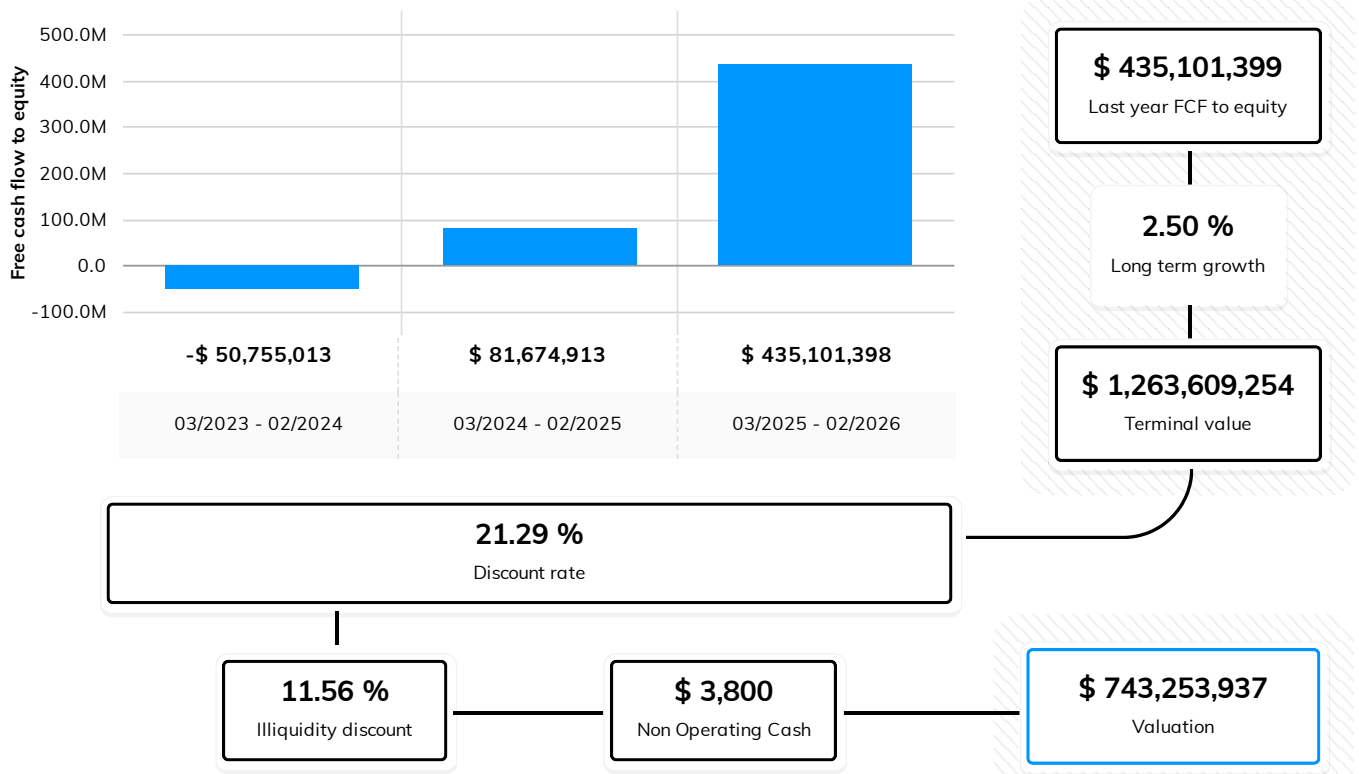 Free cash flow to equity
500.0M
400.0M
300.0M
200.0M
100.0M
0.0
-100.0M
-$ 50,755,013
$ 81,674,913
$ 435,101,398
03/2023 - 02/2024
03/2024 - 02/2025
03/2025 - 02/2026
$ 435,101,399
Last year FCF to equity
2.50 %
Long term growth
$ 1,263,609,254
Terminal value
21.29 %
Discount rate
11.56 %
Illiquidity discount
$ 3,800
Non Operating Cash
$ 743,253,937
Valuation